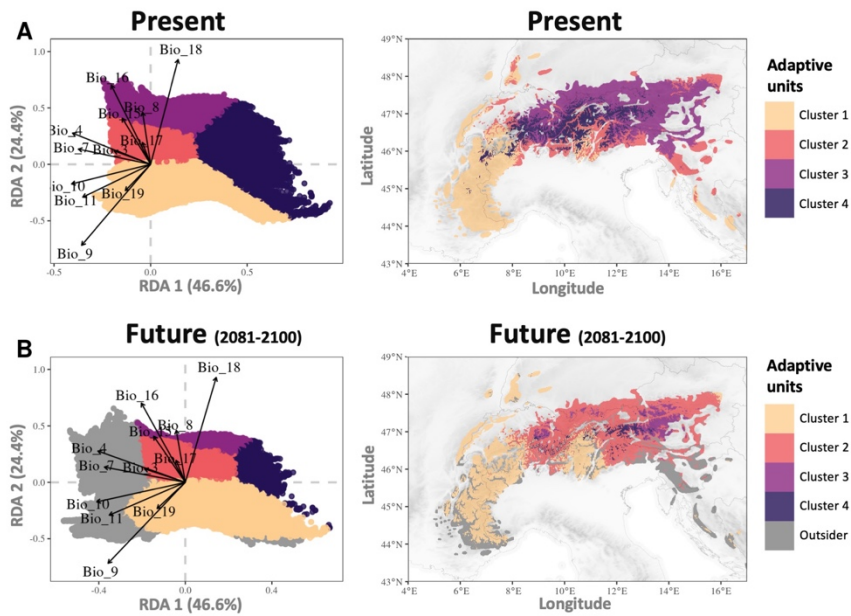 A
Present
Present
1.0
0.5
0.0
-0.5
RDA 2 (24.4%)
Bio_18
Bio_16
Bio_8
Bio_4
Bio_17
Bio_7
Bio_10
Bio_19
Bio_11
Bio_9
-0.5
0.0
0.5
RDA 1 (46.6%)
Latitude
49°N
48°N
47°N
46°N
45°N
44°N
43°N
4°E
6°E
8°E
10°E
12°E
14°E
16°E
Longitude
Adaptive
units
Cluster 1
Cluster 2
Cluster 3
Cluster 4
B
Future (2081-2100)
Future (2081-2100)
1.0
0.5
0.0
-0.5
RDA 2 (24.4%)
Bio_18
Bio_16
Bio_8
Bio_4
Bio_17
Bio_7
Bio_10
Bio_19
Bio_11
Bio_9
-0.4
0.0
0.4
RDA 1 (46.6%)
Latitude
49°N
48°N
47°N
46°N
45°N
44°N
43°N
4°E
6°E
8°E
10°E
12°E
14°E
16°E
Longitude
Adaptive
units
Cluster 1
Cluster 2
Cluster 3
Cluster 4
Outsider